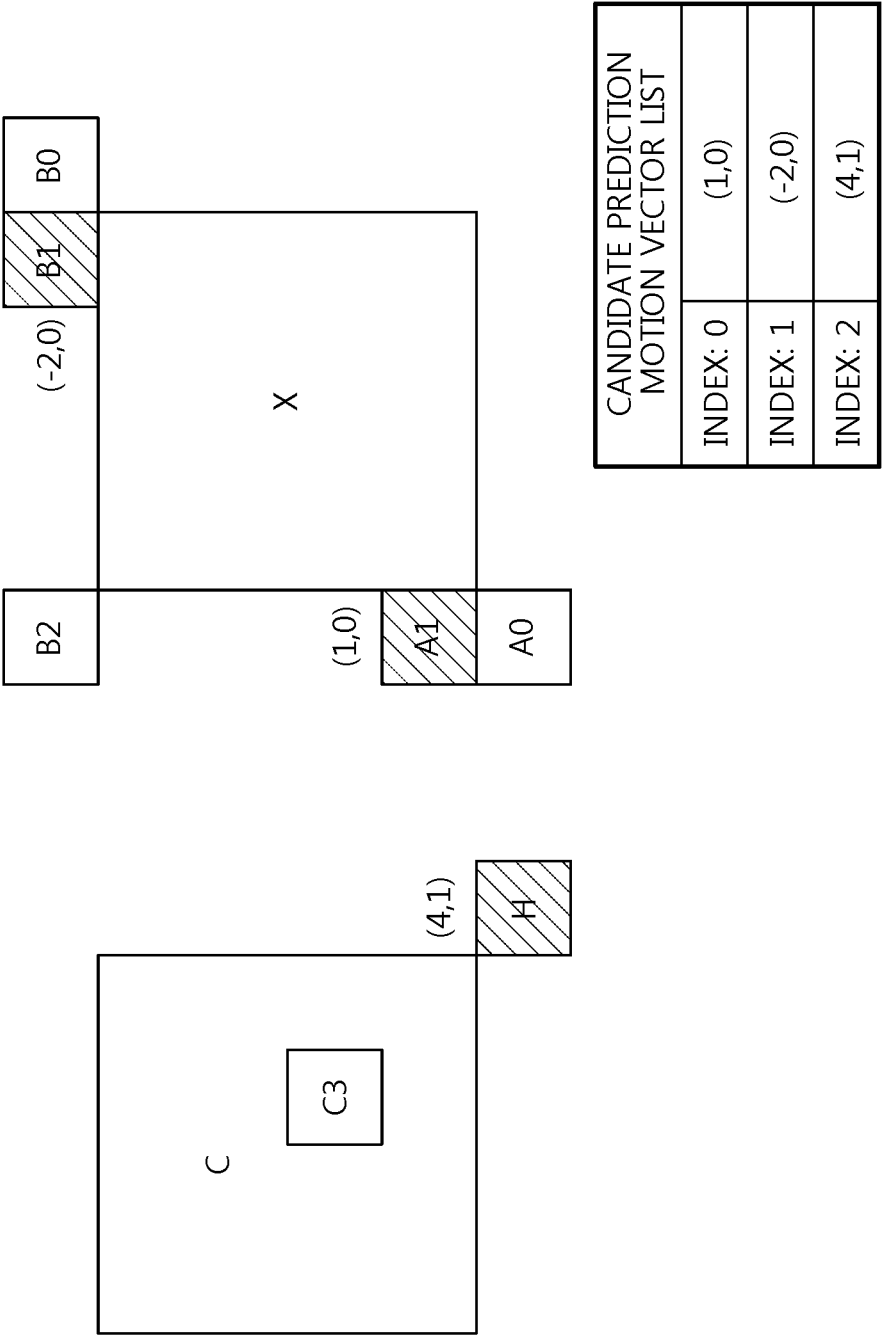 B2
(-2,0)
B1
B0
C
X
C3
(1,0)
A1
(4,1)
H
A0
CANDIDATE PREDICTION
MOTION VECTOR LIST
INDEX: 0 (1,0)
INDEX: 1 (-2,0)
INDEX: 2 (4,1)